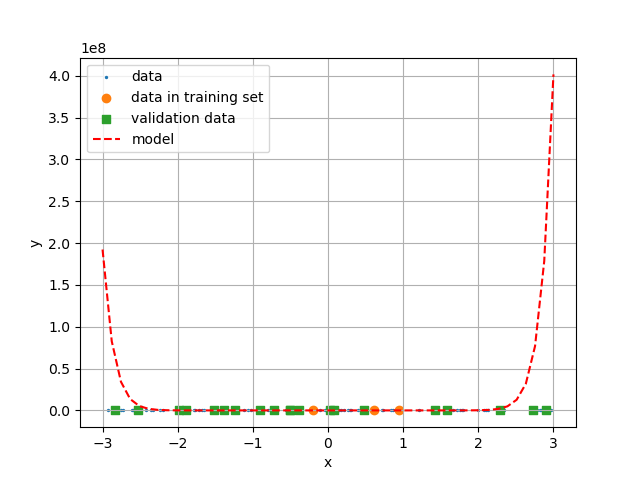 1e8
data
data in training set
validation data
model
4.0
3.5
3.0
2.5
2.0
1.5
1.0
0.5
0.0
y
−3 −2 −1 0 1 2 3
x